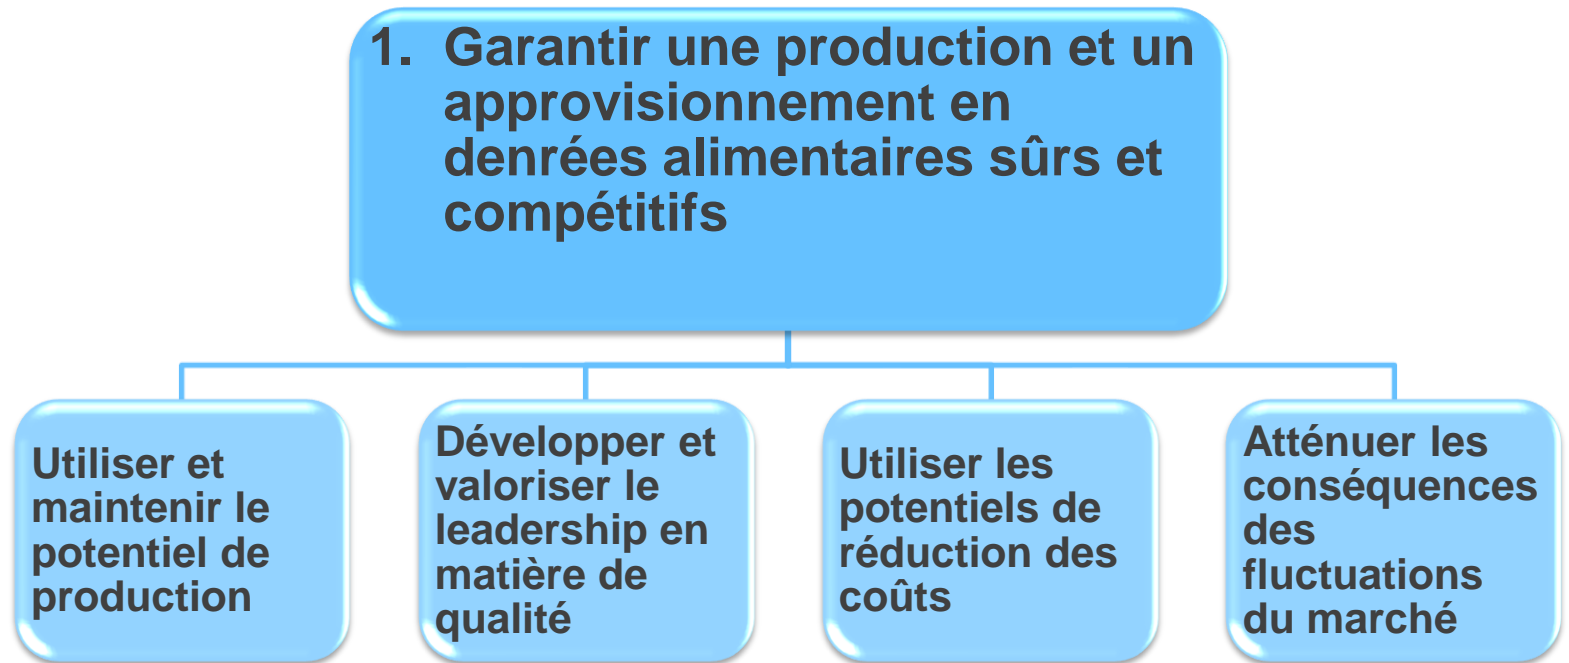 1. Garantir une production et un
approvisionnement en
denrées alimentaires sûrs et
compétitifs
Utiliser et
maintenir le
potentiel de
production
Développer et
valoriser le
leadership en
matière de
qualité
Utiliser les
potentiels de
réduction des
coûts
Atténuer les
conséquences
des
fluctuations
du marché